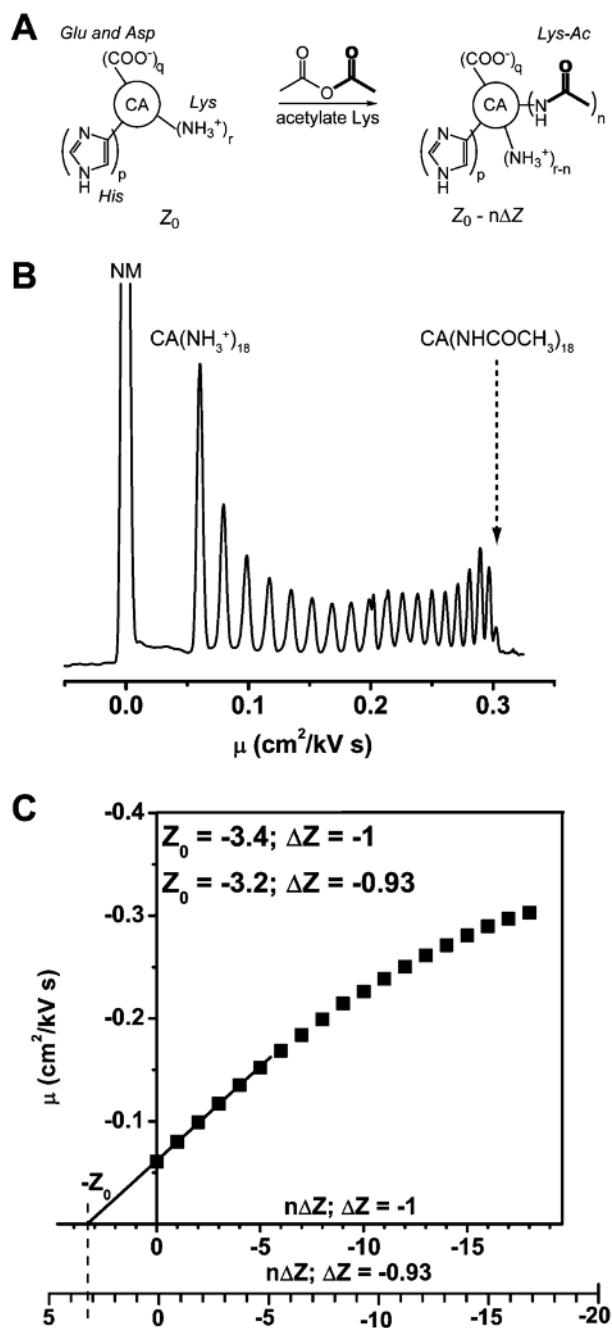 A
Glu and Asp
(COO⁻)q
CA
Lys
(NH₃⁺)r
N
NH
p
His
Z₀
O O
O
acetylate Lys
Lys-Ac
(COO⁻)q
O
CA
N
H
n
(NH₃⁺)r-n
N
NH
p
His
Z₀ - nΔZ
B
NM
CA(NH₃⁺)₁₈
CA(NHCOCH₃)₁₈
0.0 0.1 0.2 0.3
μ (cm²/kV s)
C
-0.4
Z₀ = -3.4; ΔZ = -1
Z₀ = -3.2; ΔZ = -0.93
-0.3
-0.2
-0.1
μ (cm²/kV s)
-Z₀
nΔZ; ΔZ = -1
0 -5 -10 -15
nΔZ; ΔZ = -0.93
5 0 -5 -10 -15 -20